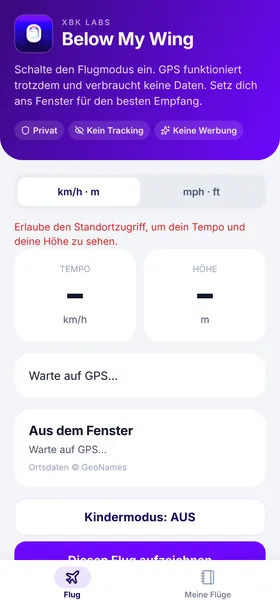 XBK LABS
Below My Wing
Schalte den Flugmodus ein. GPS funktioniert
trotzdem und verbraucht keine Daten. Setz dich
ans Fenster für den besten Empfang.
Privat
Kein Tracking
Keine Werbung
km/h · m
mph · ft
Erlaube den Standortzugriff, um dein Tempo und
deine Höhe zu sehen.
TEMPO
HÖHE
–
–
km/h
m
Warte auf GPS...
Aus dem Fenster
Warte auf GPS...
Ortsdaten © GeoNames
Kindermodus: AUS
Diesen Flug aufzeichnen
Flug
Meine Flüge